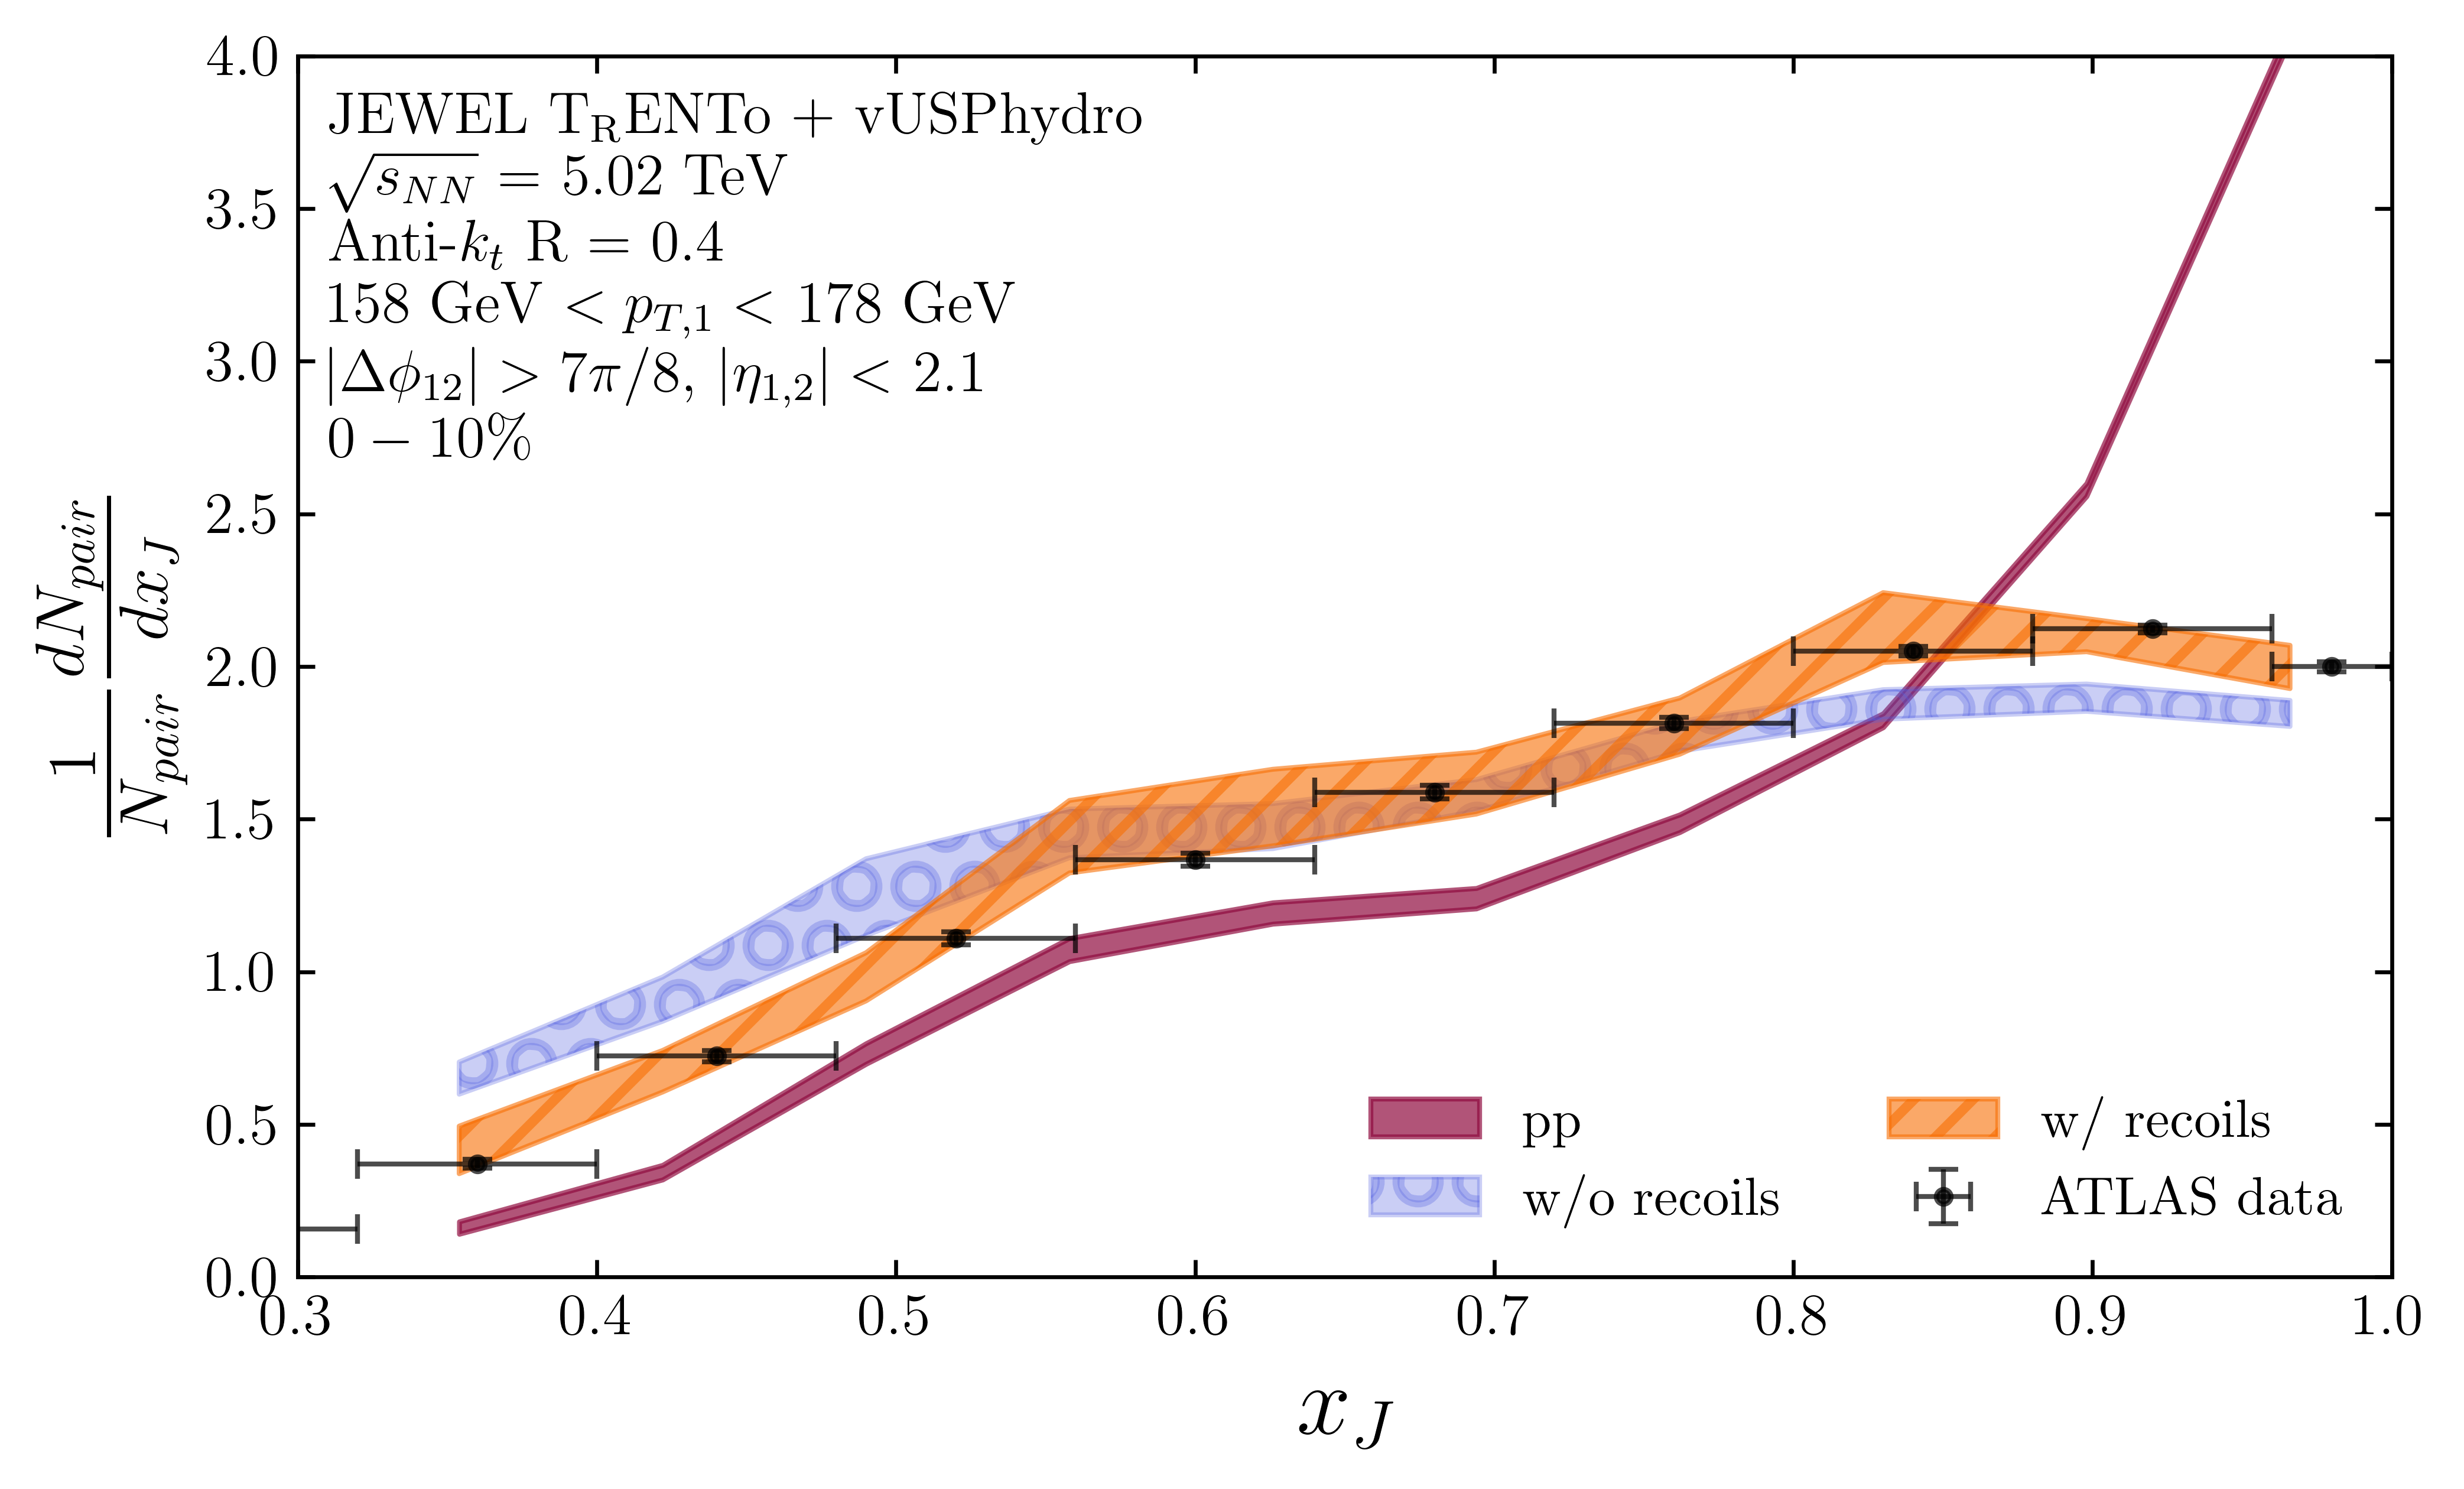 JEWEL TRENTo + vUSPhydro
√sNN = 5.02 TeV
Anti-kt R = 0.4
158 GeV < pT,1 < 178 GeV
|Δϕ12| > 7π/8, |η1,2| < 2.1
0 − 10%
1/Npair dNpair/dxJ
4.0
3.5
3.0
2.5
2.0
1.5
1.0
0.5
0.0
pp
w/o recoils
w/ recoils
ATLAS data
0.3 0.4 0.5 0.6 0.7 0.8 0.9 1.0
xJ